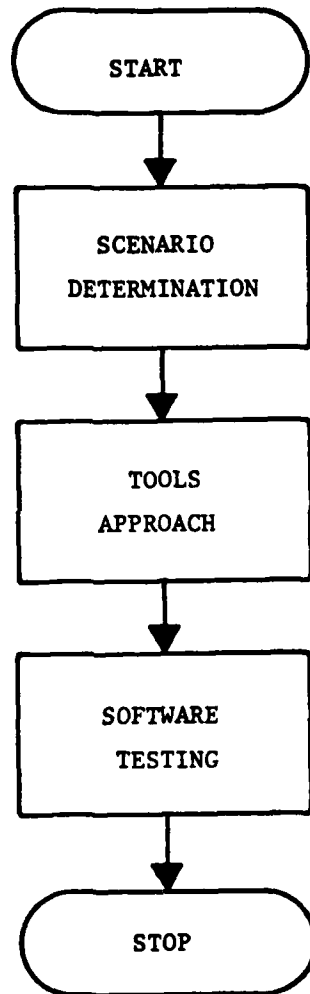 START
SCENARIO
DETERMINATION
TOOLS
APPROACH
SOFTWARE
TESTING
STOP